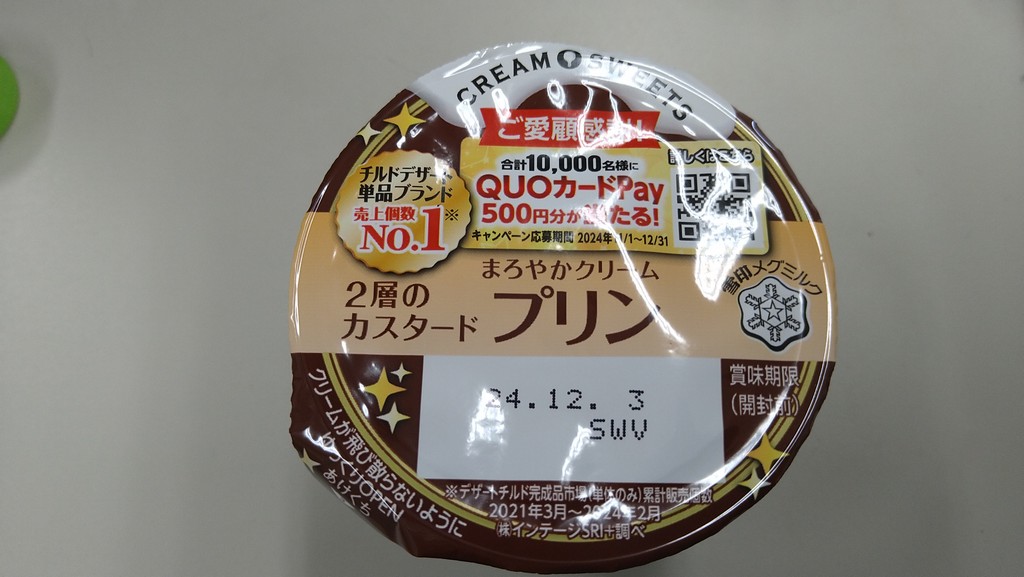 CREAM SWEETS
ご愛顧感謝!!
合計10,000名様に
QUOカードPay
500円分が当たる!
キャンペーン応募期間 2024年 /1~12/31
詳しくはこちら
チルドデザート
単品ブランド
売上個数
No.1※
雪印メグミルク
まろやかクリーム
プリン
2層の
カスタード
24.12. 3
SWV
賞味期限
(開封前)
クリームが飛び散らないように
ゆっくりOPEN
あけくち
※デザートチルド完成品市場(単体のみ)累計販売個数
2021年3月~2024年2月
㈱インテージSRI+調べ